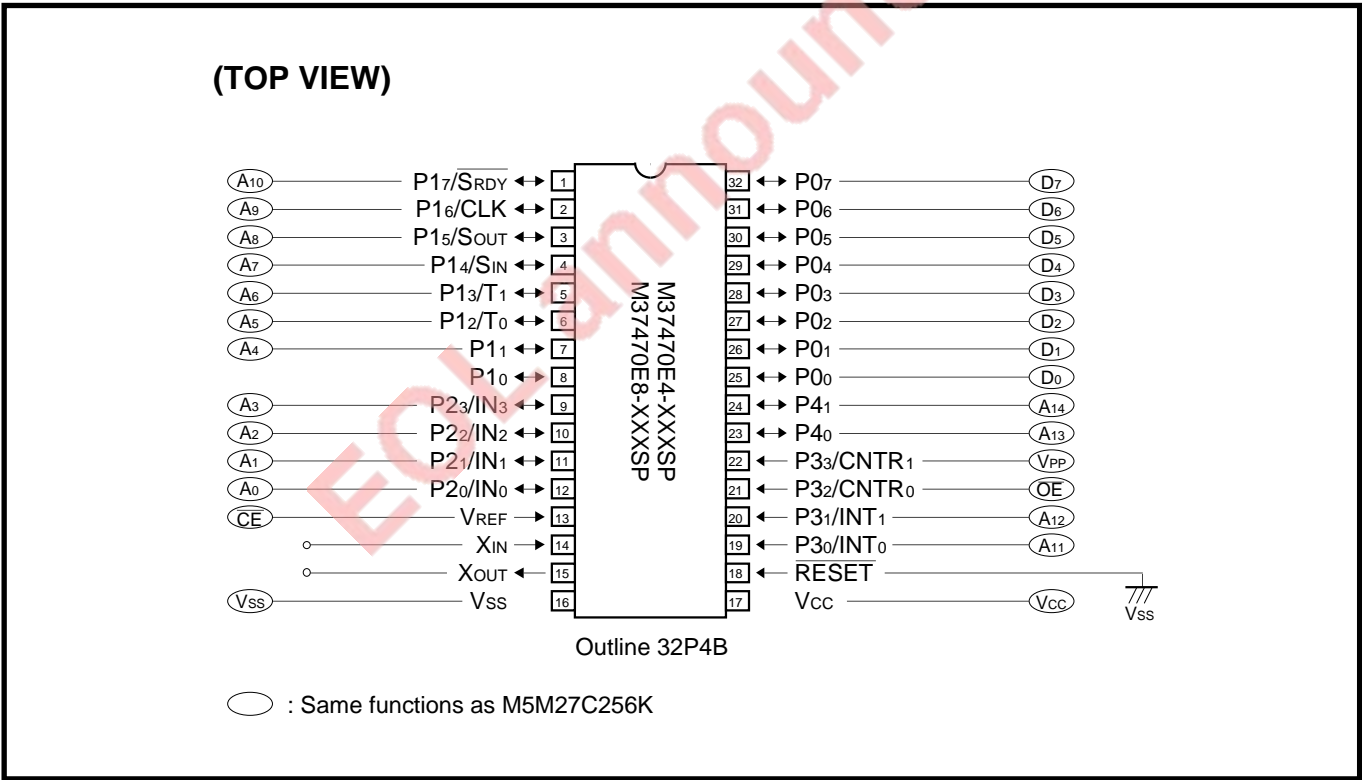 (TOP VIEW)
A10 P17/SRDY 1 32 P07 D7
A9 P16/CLK 2 31 P06 D6
A8 P15/SOUT 3 30 P05 D5
A7 P14/SIN 4 29 P04 D4
A6 P13/T1 5 28 P03 D3
A5 P12/T0 6 27 P02 D2
A4 P11 7 26 P01 D1
P10 8 25 P00 D0
A3 P23/IN3 9 24 P41 A14
A2 P22/IN2 10 23 P40 A13
A1 P21/IN1 11 22 P33/CNTR1 VPP
A0 P20/IN0 12 21 P32/CNTR0 OE
CE VREF 13 20 P31/INT1 A12
XIN 14 19 P30/INT0 A11
XOUT 15 18 RESET
VSS VSS 16 17 VCC VCC
VSS
M37470E4-XXXSP
M37470E8-XXXSP
Outline 32P4B
: Same functions as M5M27C256K
EOL announ